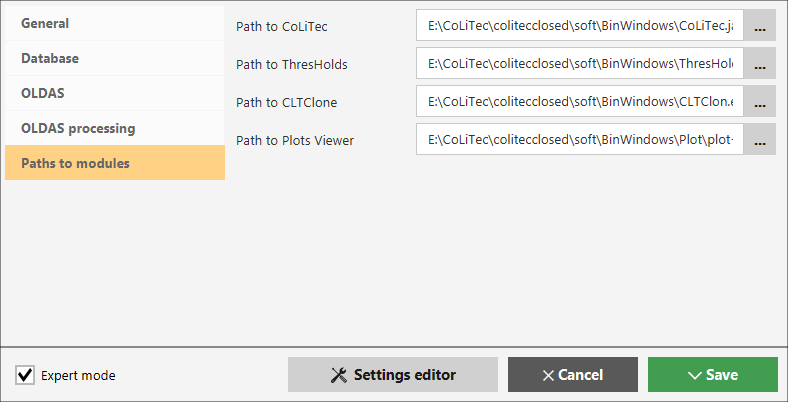 General
Database
OLDAS
OLDAS processing
Paths to modules
Path to CoLiTec E:\CoLiTec\colitecclosed\soft\BinWindows\CoLiTec.ja ...
Path to ThresHolds E:\CoLiTec\colitecclosed\soft\BinWindows\ThresHold ...
Path to CLTClone E:\CoLiTec\colitecclosed\soft\BinWindows\CLTClon.e ...
Path to Plots Viewer E:\CoLiTec\colitecclosed\soft\BinWindows\Plot\plot- ...
Expert mode
Settings editor
Cancel
Save